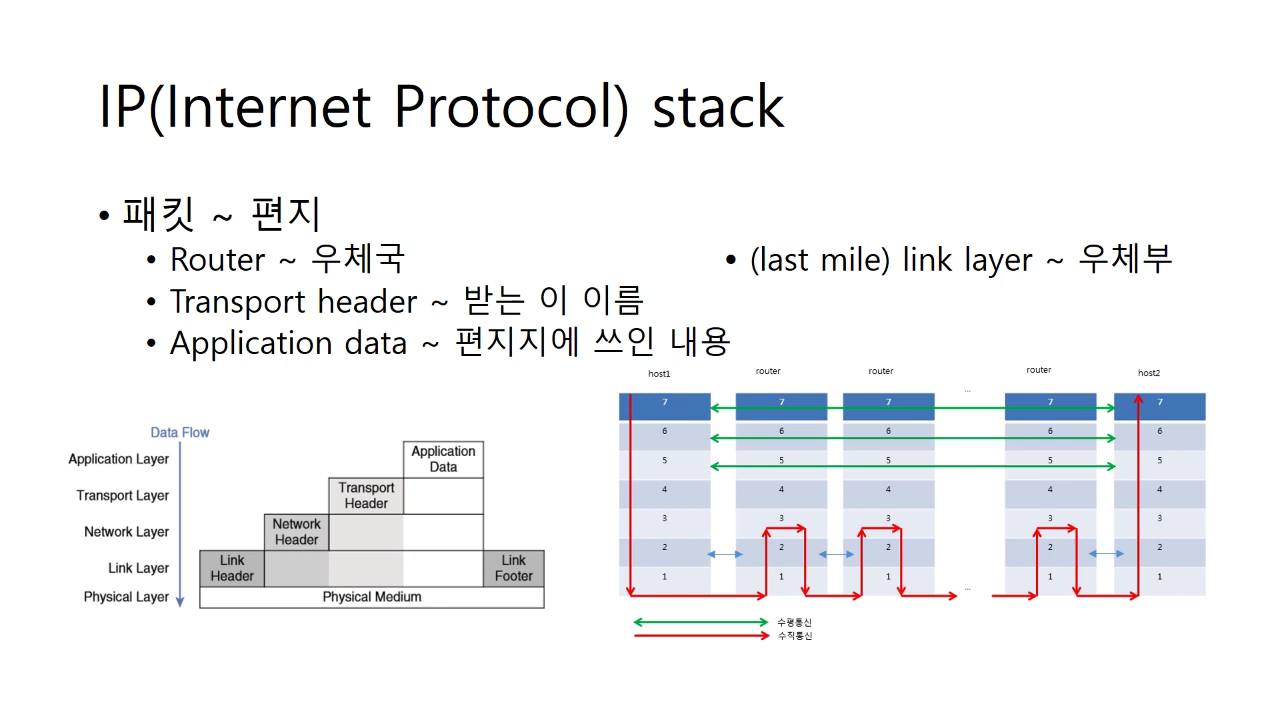 IP(Internet Protocol) stack
• 패킷 ~ 편지
• Router ~ 우체국
• Transport header ~ 받는 이 이름
• Application data ~ 편지지에 쓰인 내용
• (last mile) link layer ~ 우체부
Data Flow
Application Layer
Transport Layer
Network Layer
Link Layer
Physical Layer
Application
Data
Transport
Header
Network
Header
Link
Header
Link
Footer
Physical Medium
host1 router router ... router host2
7 7 7 7 7
6 6 6 6 6
5 5 5 5 5
4 4 4 4 4
3 3 3 3 3
2 2 2 2 2
1 1 1 1 1
...
수평통신
수직통신